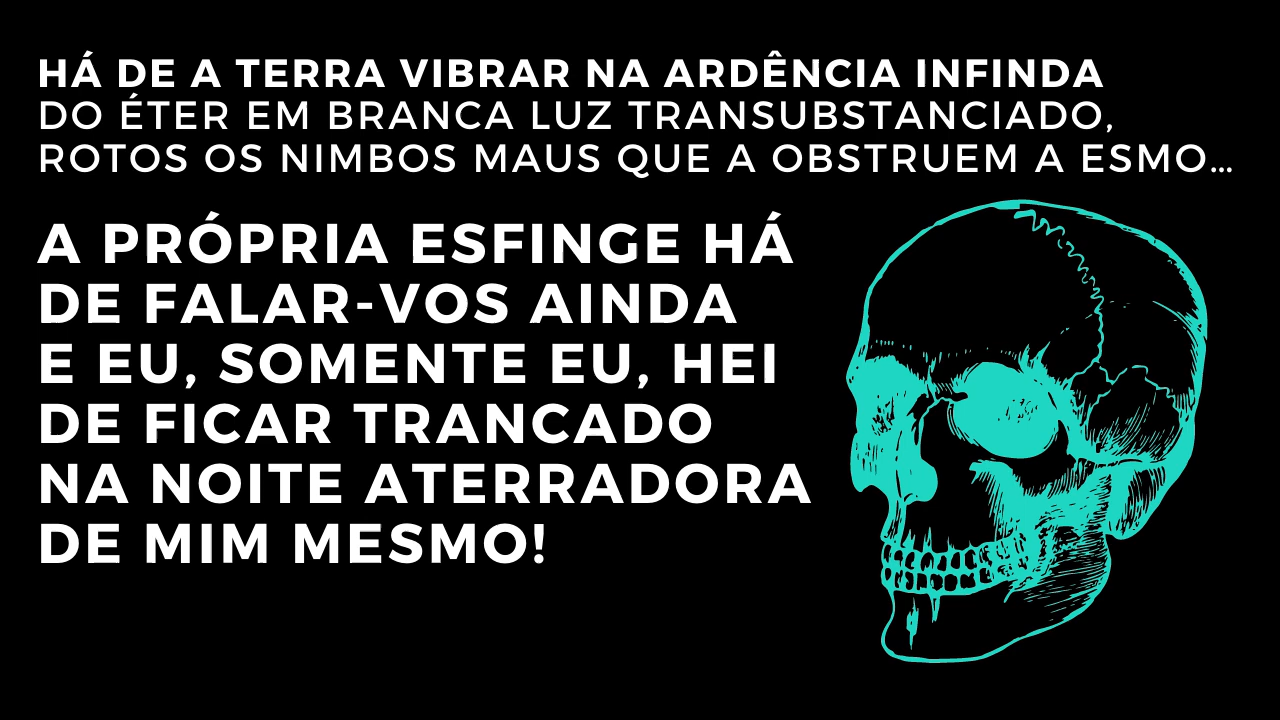 HÁ DE A TERRA VIBRAR NA ARDÊNCIA INFINDA
DO ÉTER EM BRANCA LUZ TRANSUBSTANCIADO,
ROTOS OS NIMBOS MAUS QUE A OBSTRUEM A ESMO...
A PRÓPRIA ESFINGE HÁ
DE FALAR-VOS AINDA
E EU, SOMENTE EU, HEI
DE FICAR TRANCADO
NA NOITE ATERRADORA
DE MIM MESMO!